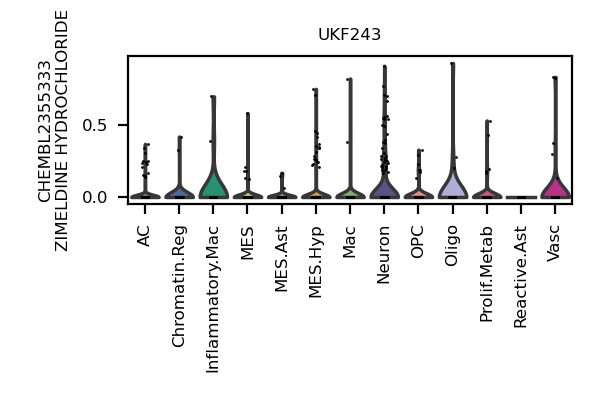 UKF243
CHEMBL2355333
ZIMELDINE HYDROCHLORIDE
0.5
0.0
AC
Chromatin.Reg
Inflammatory.Mac
MES
MES.Ast
MES.Hyp
Mac
Neuron
OPC
Oligo
Prolif.Metab
Reactive.Ast
Vasc